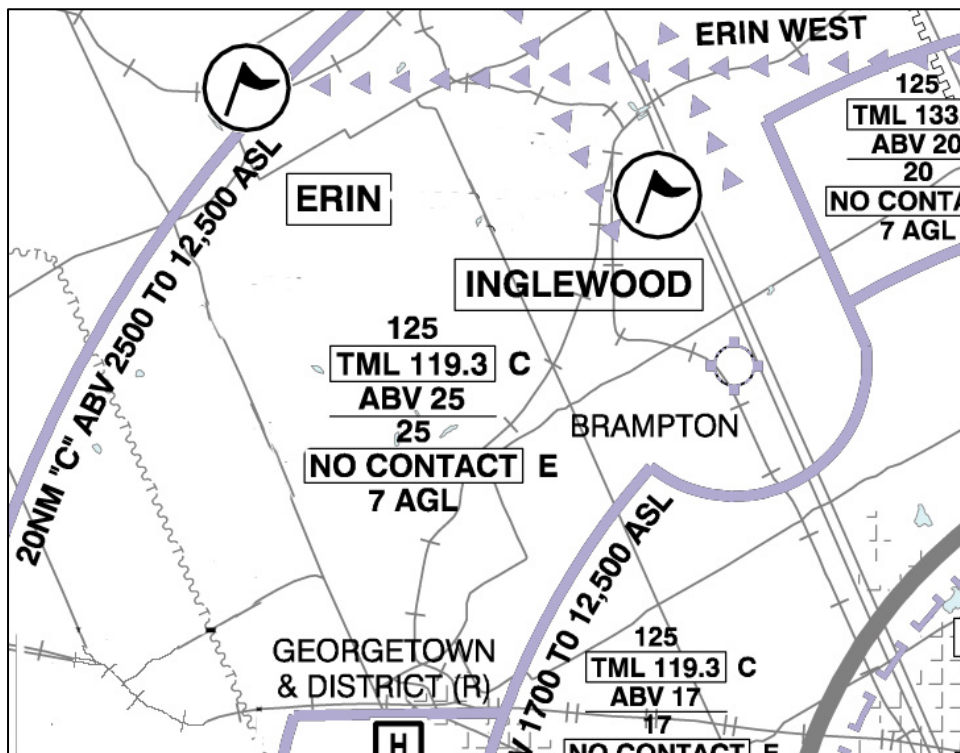 ERIN WEST
125
TML 133.
ABV 20
20
NO CONTA
7 AGL
ERIN
INGLEWOOD
20NM "C" ABV 2500 T0 12,500 ASL
125
TML 119.3 C
ABV 25
25
NO CONTACT E
7 AGL
BRAMPTON
V 1700 T0 12,500 ASL
GEORGETOWN
& DISTRICT (R)
H
125
TML 119.3 C
ABV 17
17
NO CONTACT E